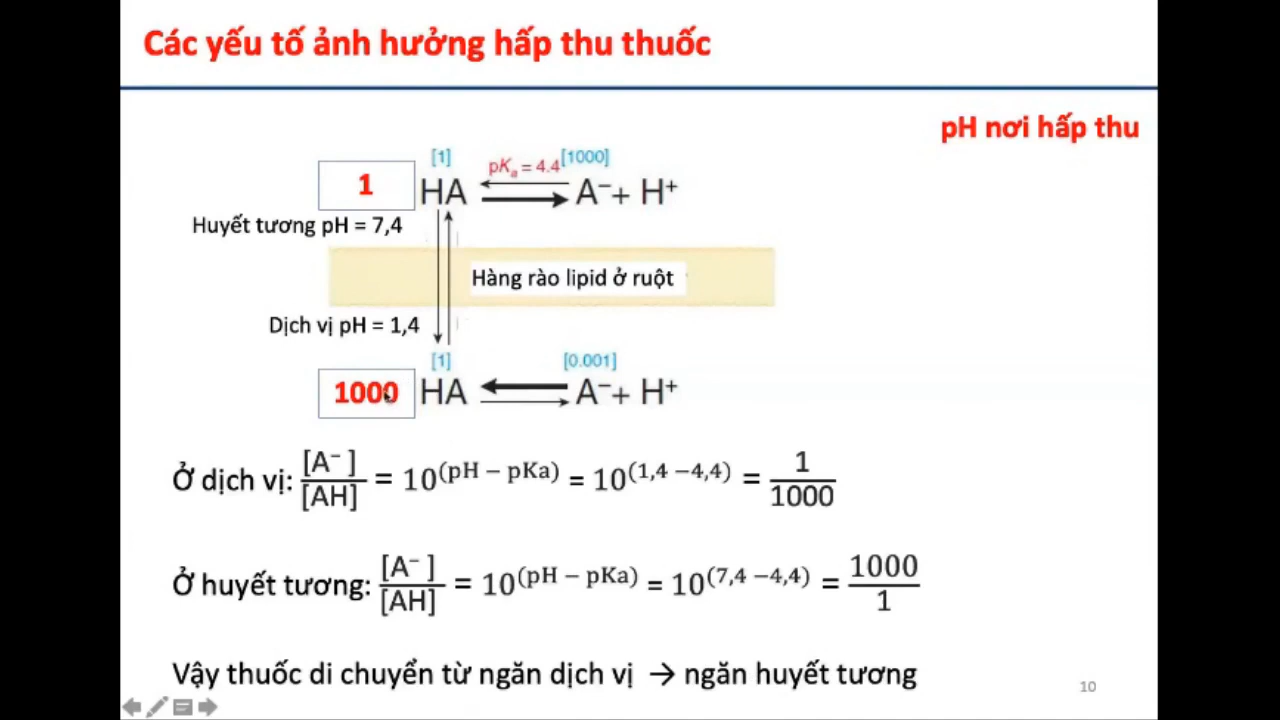 Các yếu tố ảnh hưởng hấp thu thuốc
pH nơi hấp thu
[1] pKa = 4.4 [1000]
1 HA A⁻ + H⁺
Huyết tương pH = 7,4
Hàng rào lipid ở ruột
Dịch vị pH = 1,4
[1] [0.001]
1000 HA A⁻ + H⁺
Ở dịch vị: [A⁻ ]/[AH] = 10^(pH − pKa) = 10^(1,4 −4,4) = 1/1000
Ở huyết tương: [A⁻ ]/[AH] = 10^(pH − pKa) = 10^(7,4 −4,4) = 1000/1
Vậy thuốc di chuyển từ ngăn dịch vị → ngăn huyết tương
10